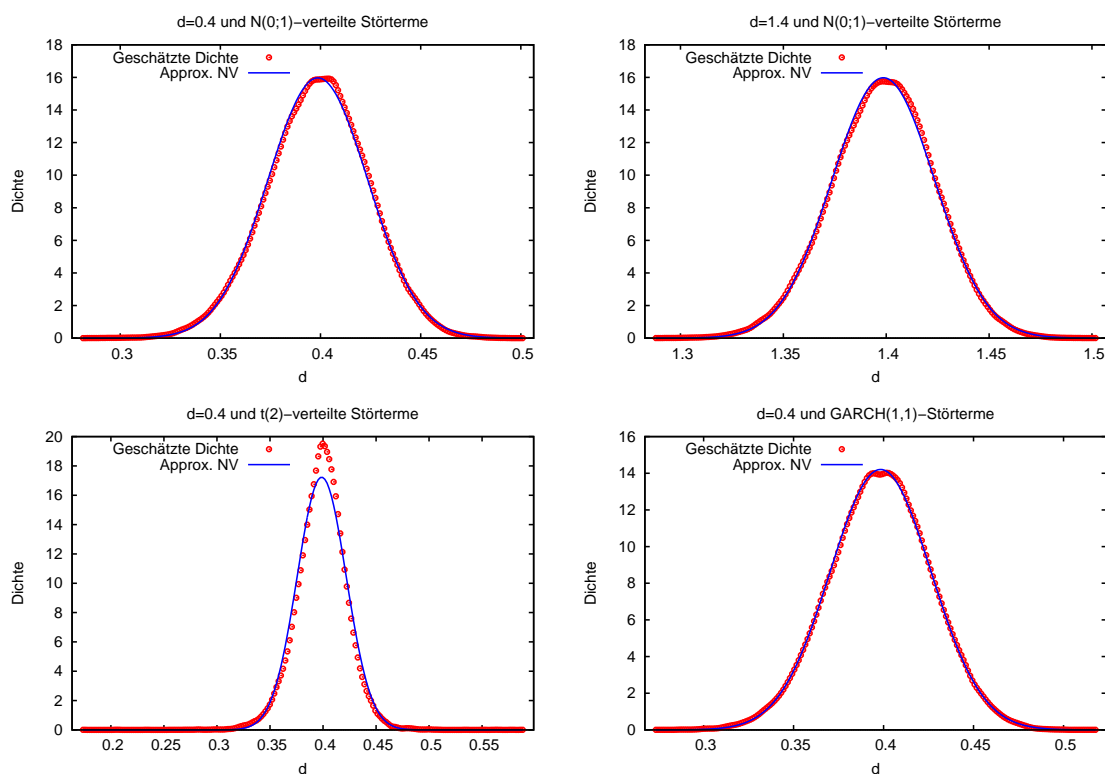 d=0.4 und N(0;1)−verteilte Störterme
18
16
14
12
10
8
6
4
2
0
Dichte
Geschätzte Dichte
Approx. NV
0.3 0.35 0.4 0.45 0.5
d
d=1.4 und N(0;1)−verteilte Störterme
18
16
14
12
10
8
6
4
2
0
Dichte
Geschätzte Dichte
Approx. NV
1.3 1.35 1.4 1.45 1.5
d
d=0.4 und t(2)−verteilte Störterme
20
18
16
14
12
10
8
6
4
2
0
Dichte
Geschätzte Dichte
Approx. NV
0.2 0.25 0.3 0.35 0.4 0.45 0.5 0.55
d
d=0.4 und GARCH(1,1)−Störterme
16
14
12
10
8
6
4
2
0
Dichte
Geschätzte Dichte
Approx. NV
0.3 0.35 0.4 0.45 0.5
d